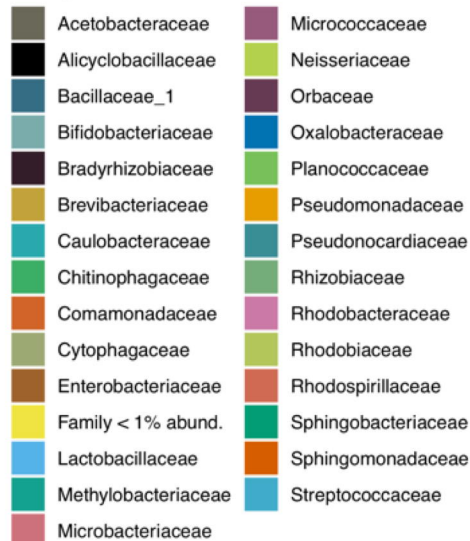 Acetobacteraceae
Alicyclobacillaceae
Bacillaceae_1
Bifidobacteriaceae
Bradyrhizobiaceae
Brevibacteriaceae
Caulobacteraceae
Chitinophagaceae
Comamonadaceae
Cytophagaceae
Enterobacteriaceae
Family < 1% abund.
Lactobacillaceae
Methylobacteriaceae
Microbacteriaceae
Micrococcaceae
Neisseriaceae
Orbaceae
Oxalobacteraceae
Planococcaceae
Pseudomonadaceae
Pseudonocardiaceae
Rhizobiaceae
Rhodobacteraceae
Rhodobiaceae
Rhodospirillaceae
Sphingobacteriaceae
Sphingomonadaceae
Streptococcaceae